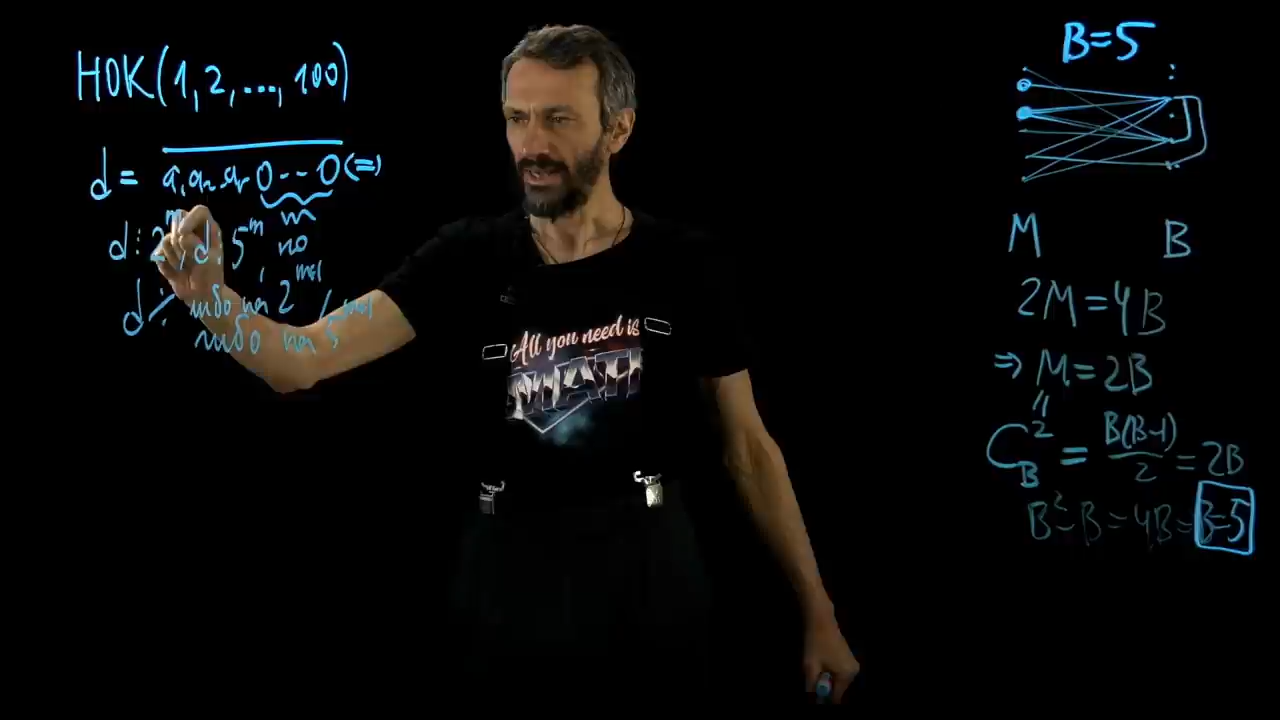 НОК(1, 2, ..., 100)
d = a₁a₂...aᵣ0--0 (=)
m
d ⋮ 2ᵐ, d ⋮ 5ᵐ, но
d ⋮̸ либо на 2ᵐ⁺¹,
либо на 5ᵐ⁺¹
All you need is
MATH
B=5
M B
2M=4B
⇒ M=2B
C²_B = B(B-1)/2 = 2B
B²-B=4B= B=5